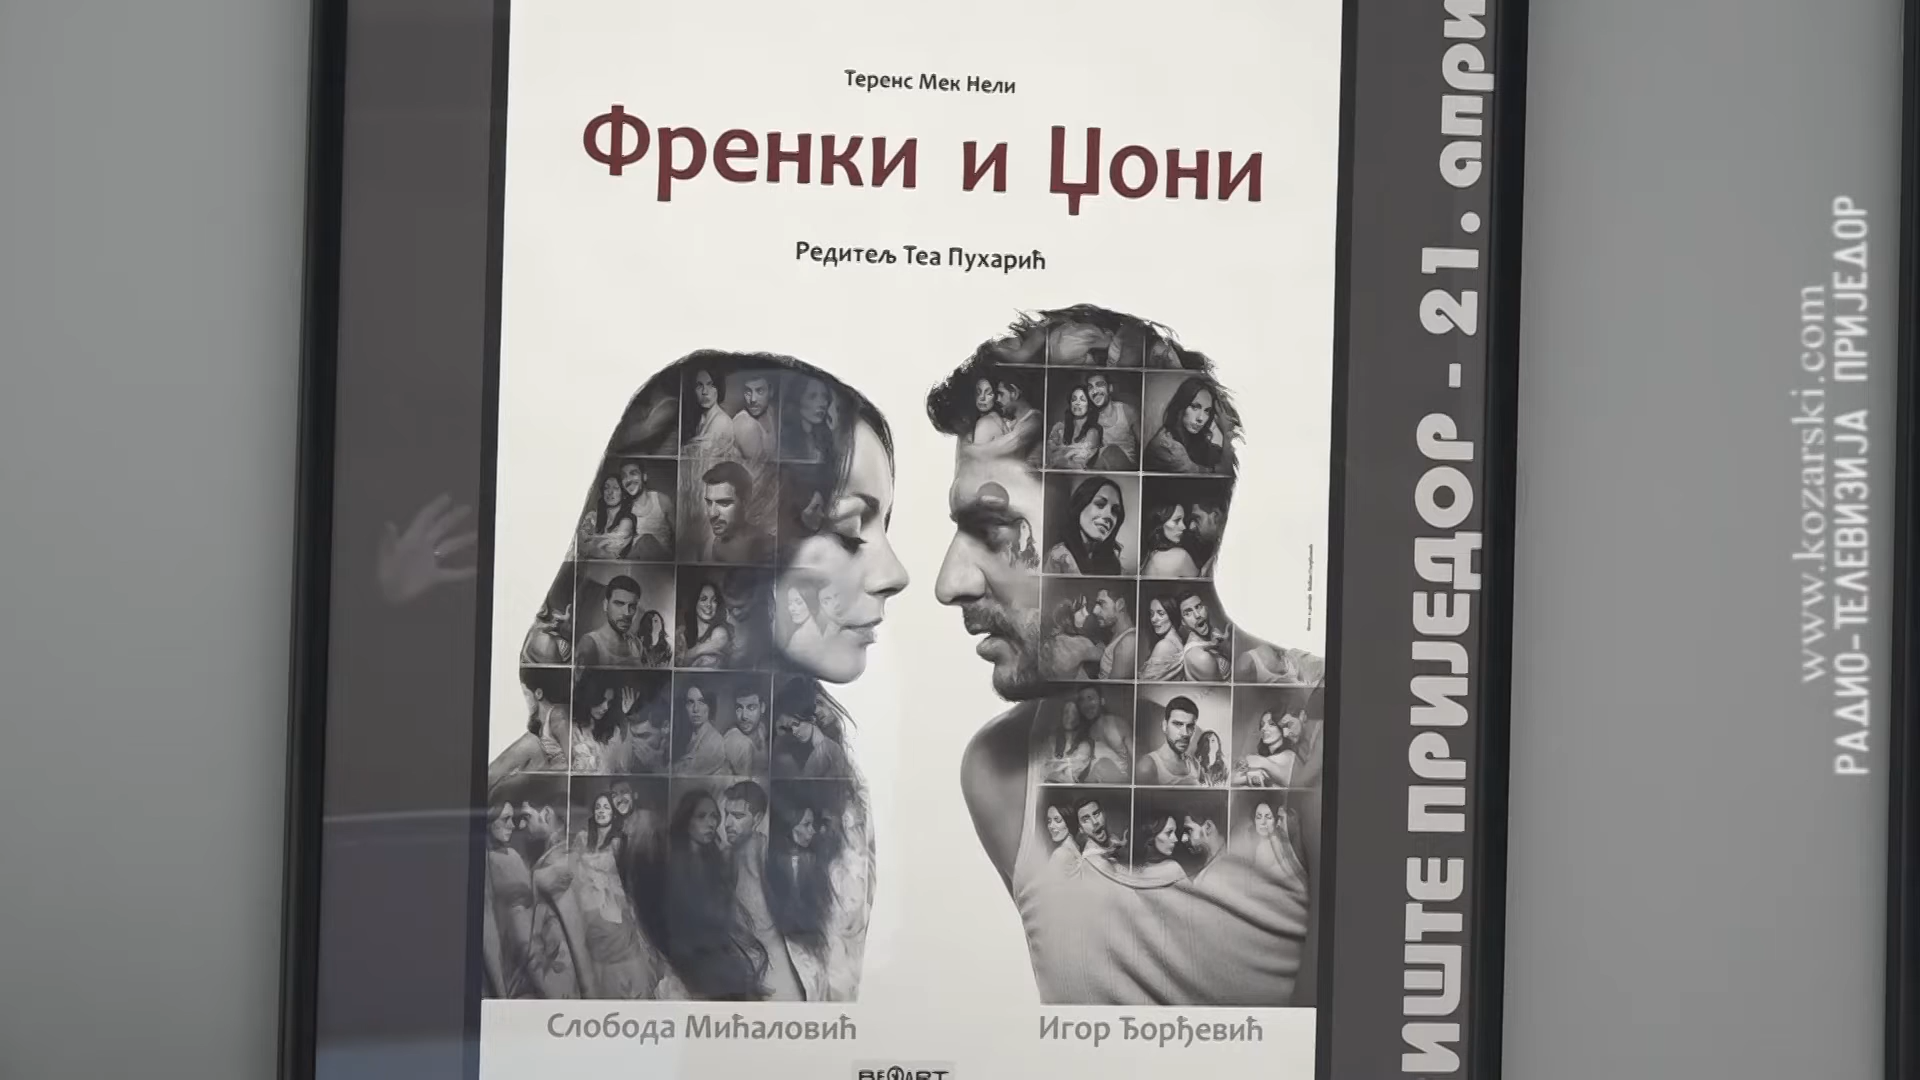 Теренс Мек Нели
Френки и Џони
Редитељ Теа Пухарић
Слобода Мићаловић
Игор Ђорђевић
BEOART
ИШТЕ ПРИЈЕДОР - 21. апри
www.kozarski.com
РАДИО-ТЕЛЕВИЗИЈА ПРИЈЕДОР